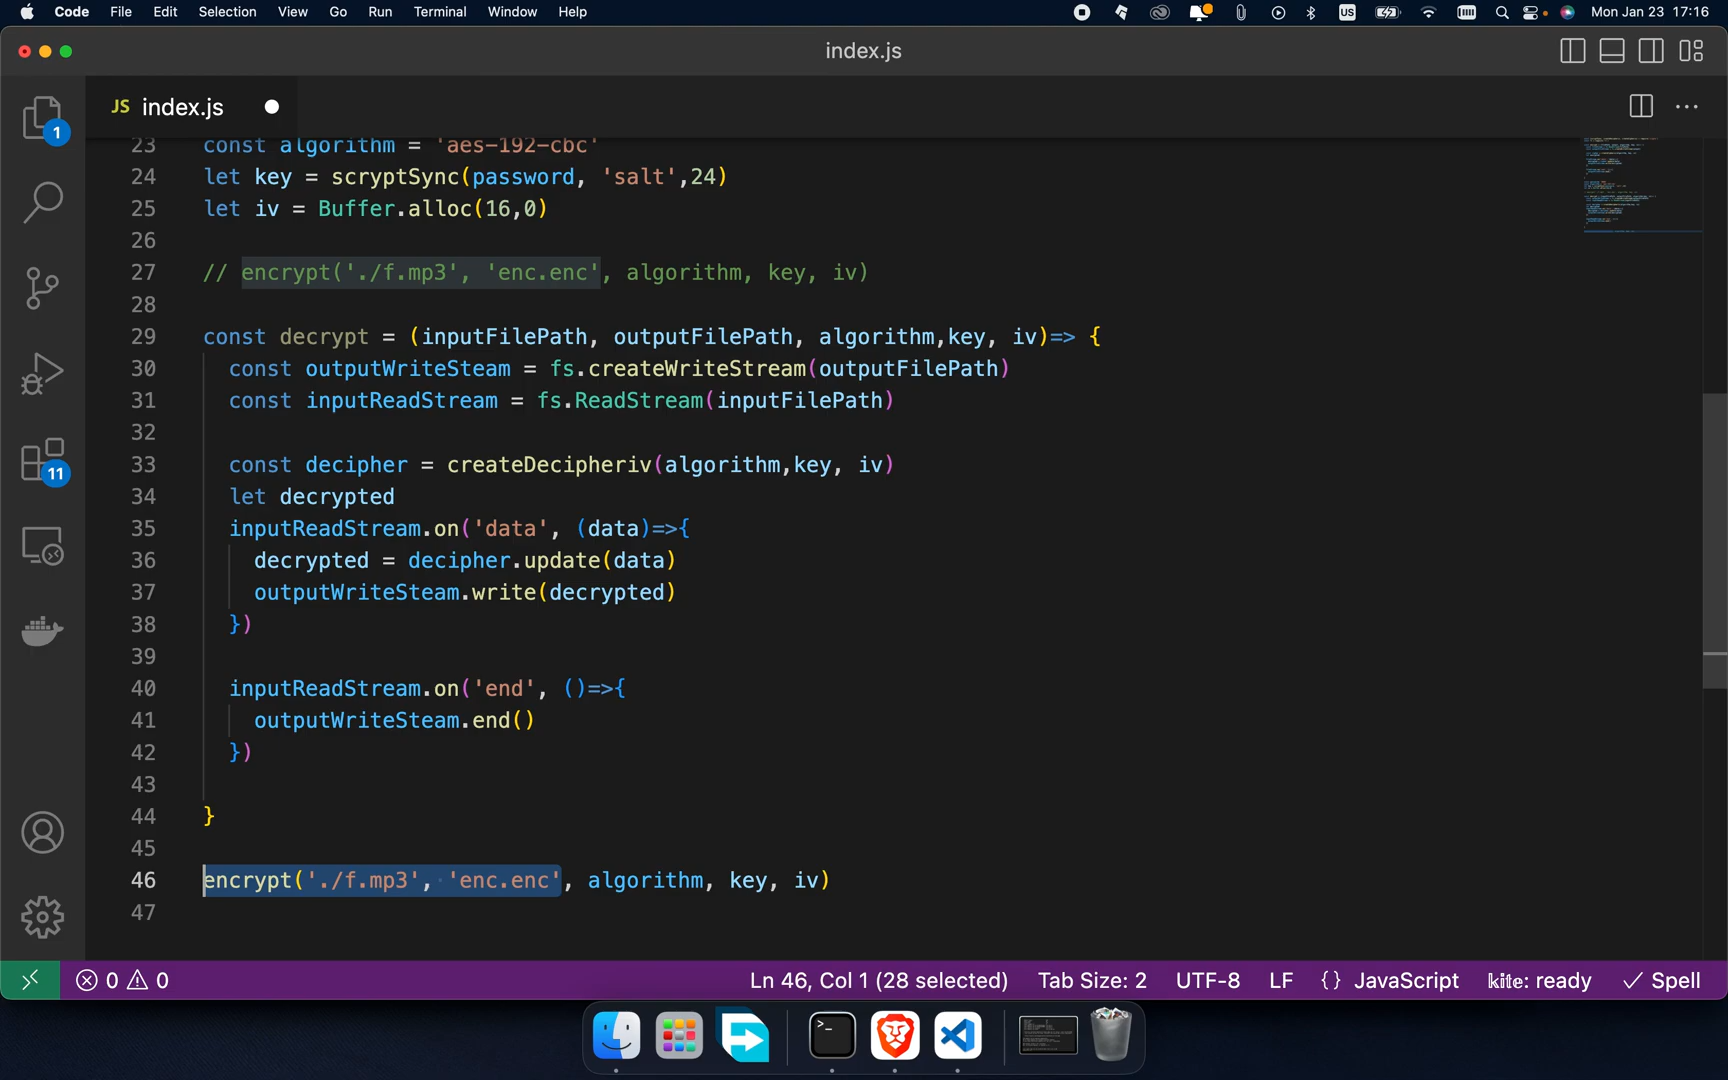 Code File Edit Selection View Go Run Terminal Window Help US Mon Jan 23 17:16
index.js
JS index.js
23 const algorithm = 'aes-192-cbc'
24 let key = scryptSync(password, 'salt',24)
25 let iv = Buffer.alloc(16,0)
26
27 // encrypt('./f.mp3', 'enc.enc', algorithm, key, iv)
28
29 const decrypt = (inputFilePath, outputFilePath, algorithm,key, iv)=> {
30 const outputWriteSteam = fs.createWriteStream(outputFilePath)
31 const inputReadStream = fs.ReadStream(inputFilePath)
32
33 const decipher = createDecipheriv(algorithm,key, iv)
34 let decrypted
35 inputReadStream.on('data', (data)=>{
36 decrypted = decipher.update(data)
37 outputWriteSteam.write(decrypted)
38 })
39
40 inputReadStream.on('end', ()=>{
41 outputWriteSteam.end()
42 })
43
44 }
45
46 encrypt('./f.mp3', 'enc.enc', algorithm, key, iv)
47
1
11
0 0 Ln 46, Col 1 (28 selected) Tab Size: 2 UTF-8 LF {} JavaScript kite: ready Spell